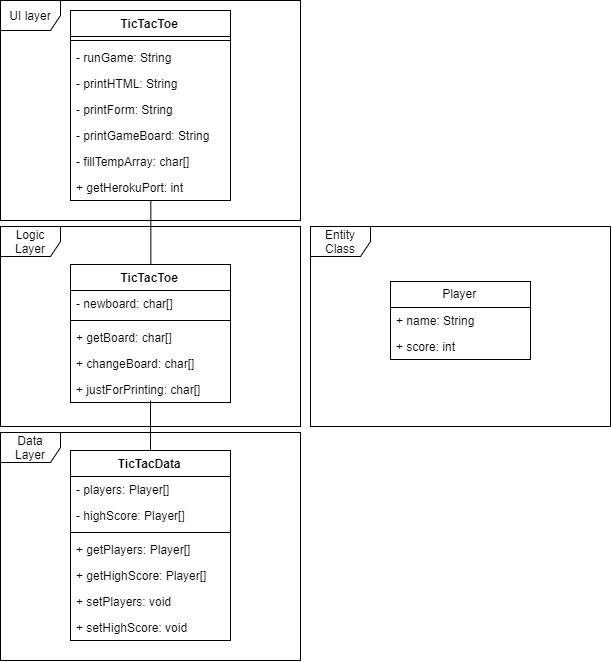 UI layer
TicTacToe
- runGame: String
- printHTML: String
- printForm: String
- printGameBoard: String
- fillTempArray: char[]
+ getHerokuPort: int
Logic
Layer
TicTacToe
- newboard: char[]
+ getBoard: char[]
+ changeBoard: char[]
+ justForPrinting: char[]
Entity
Class
Player
+ name: String
+ score: int
Data
Layer
TicTacData
- players: Player[]
- highScore: Player[]
+ getPlayers: Player[]
+ getHighScore: Player[]
+ setPlayers: void
+ setHighScore: void